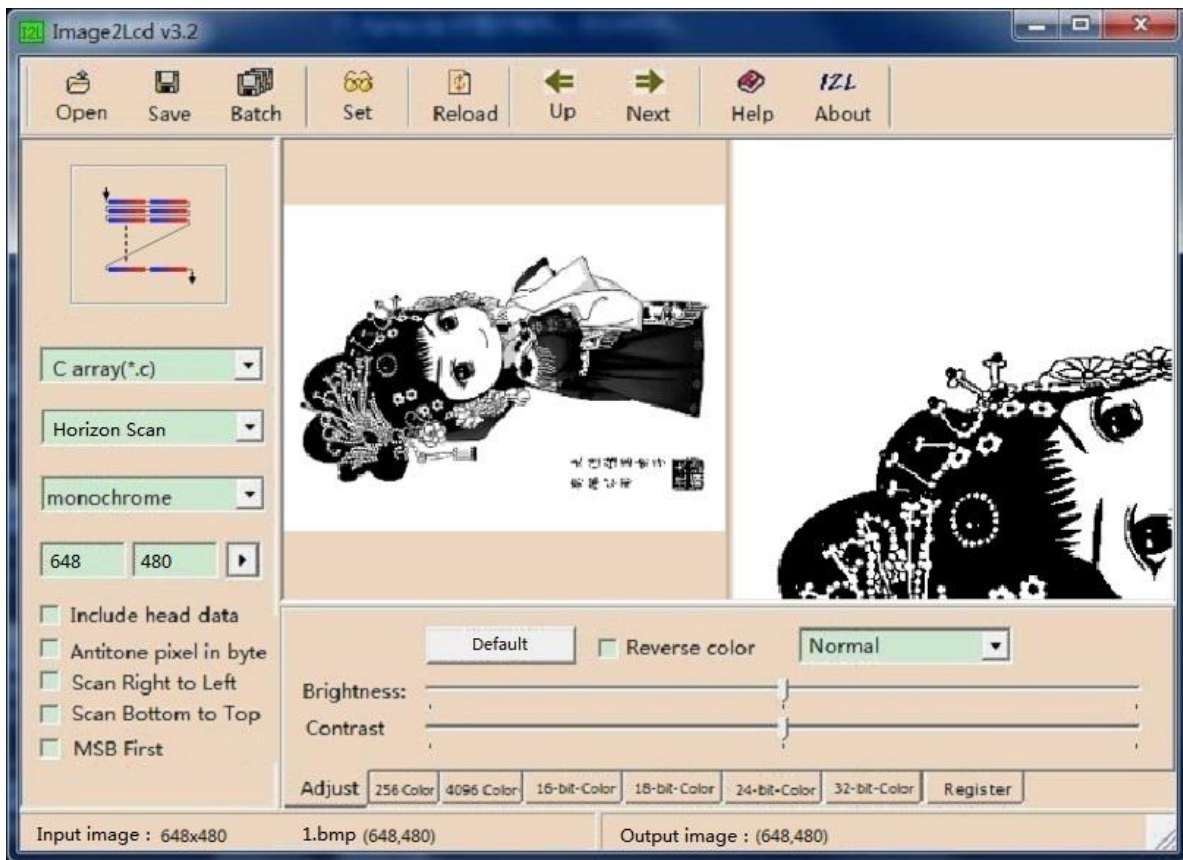 I2L Image2Lcd v3.2
Open Save Batch Set Reload Up Next Help About
I2L
C array(*.c)
Horizon Scan
monochrome
648 480
Include head data
Antitone pixel in byte
Scan Right to Left
Scan Bottom to Top
MSB First
Default Reverse color Normal
Brightness:
Contrast
Adjust 256 Color 4096 Color 16-bit-Color 18-bit-Color 24-bit-Color 32-bit-Color Register
Input image : 648x480 1.bmp (648,480) Output image : (648,480)